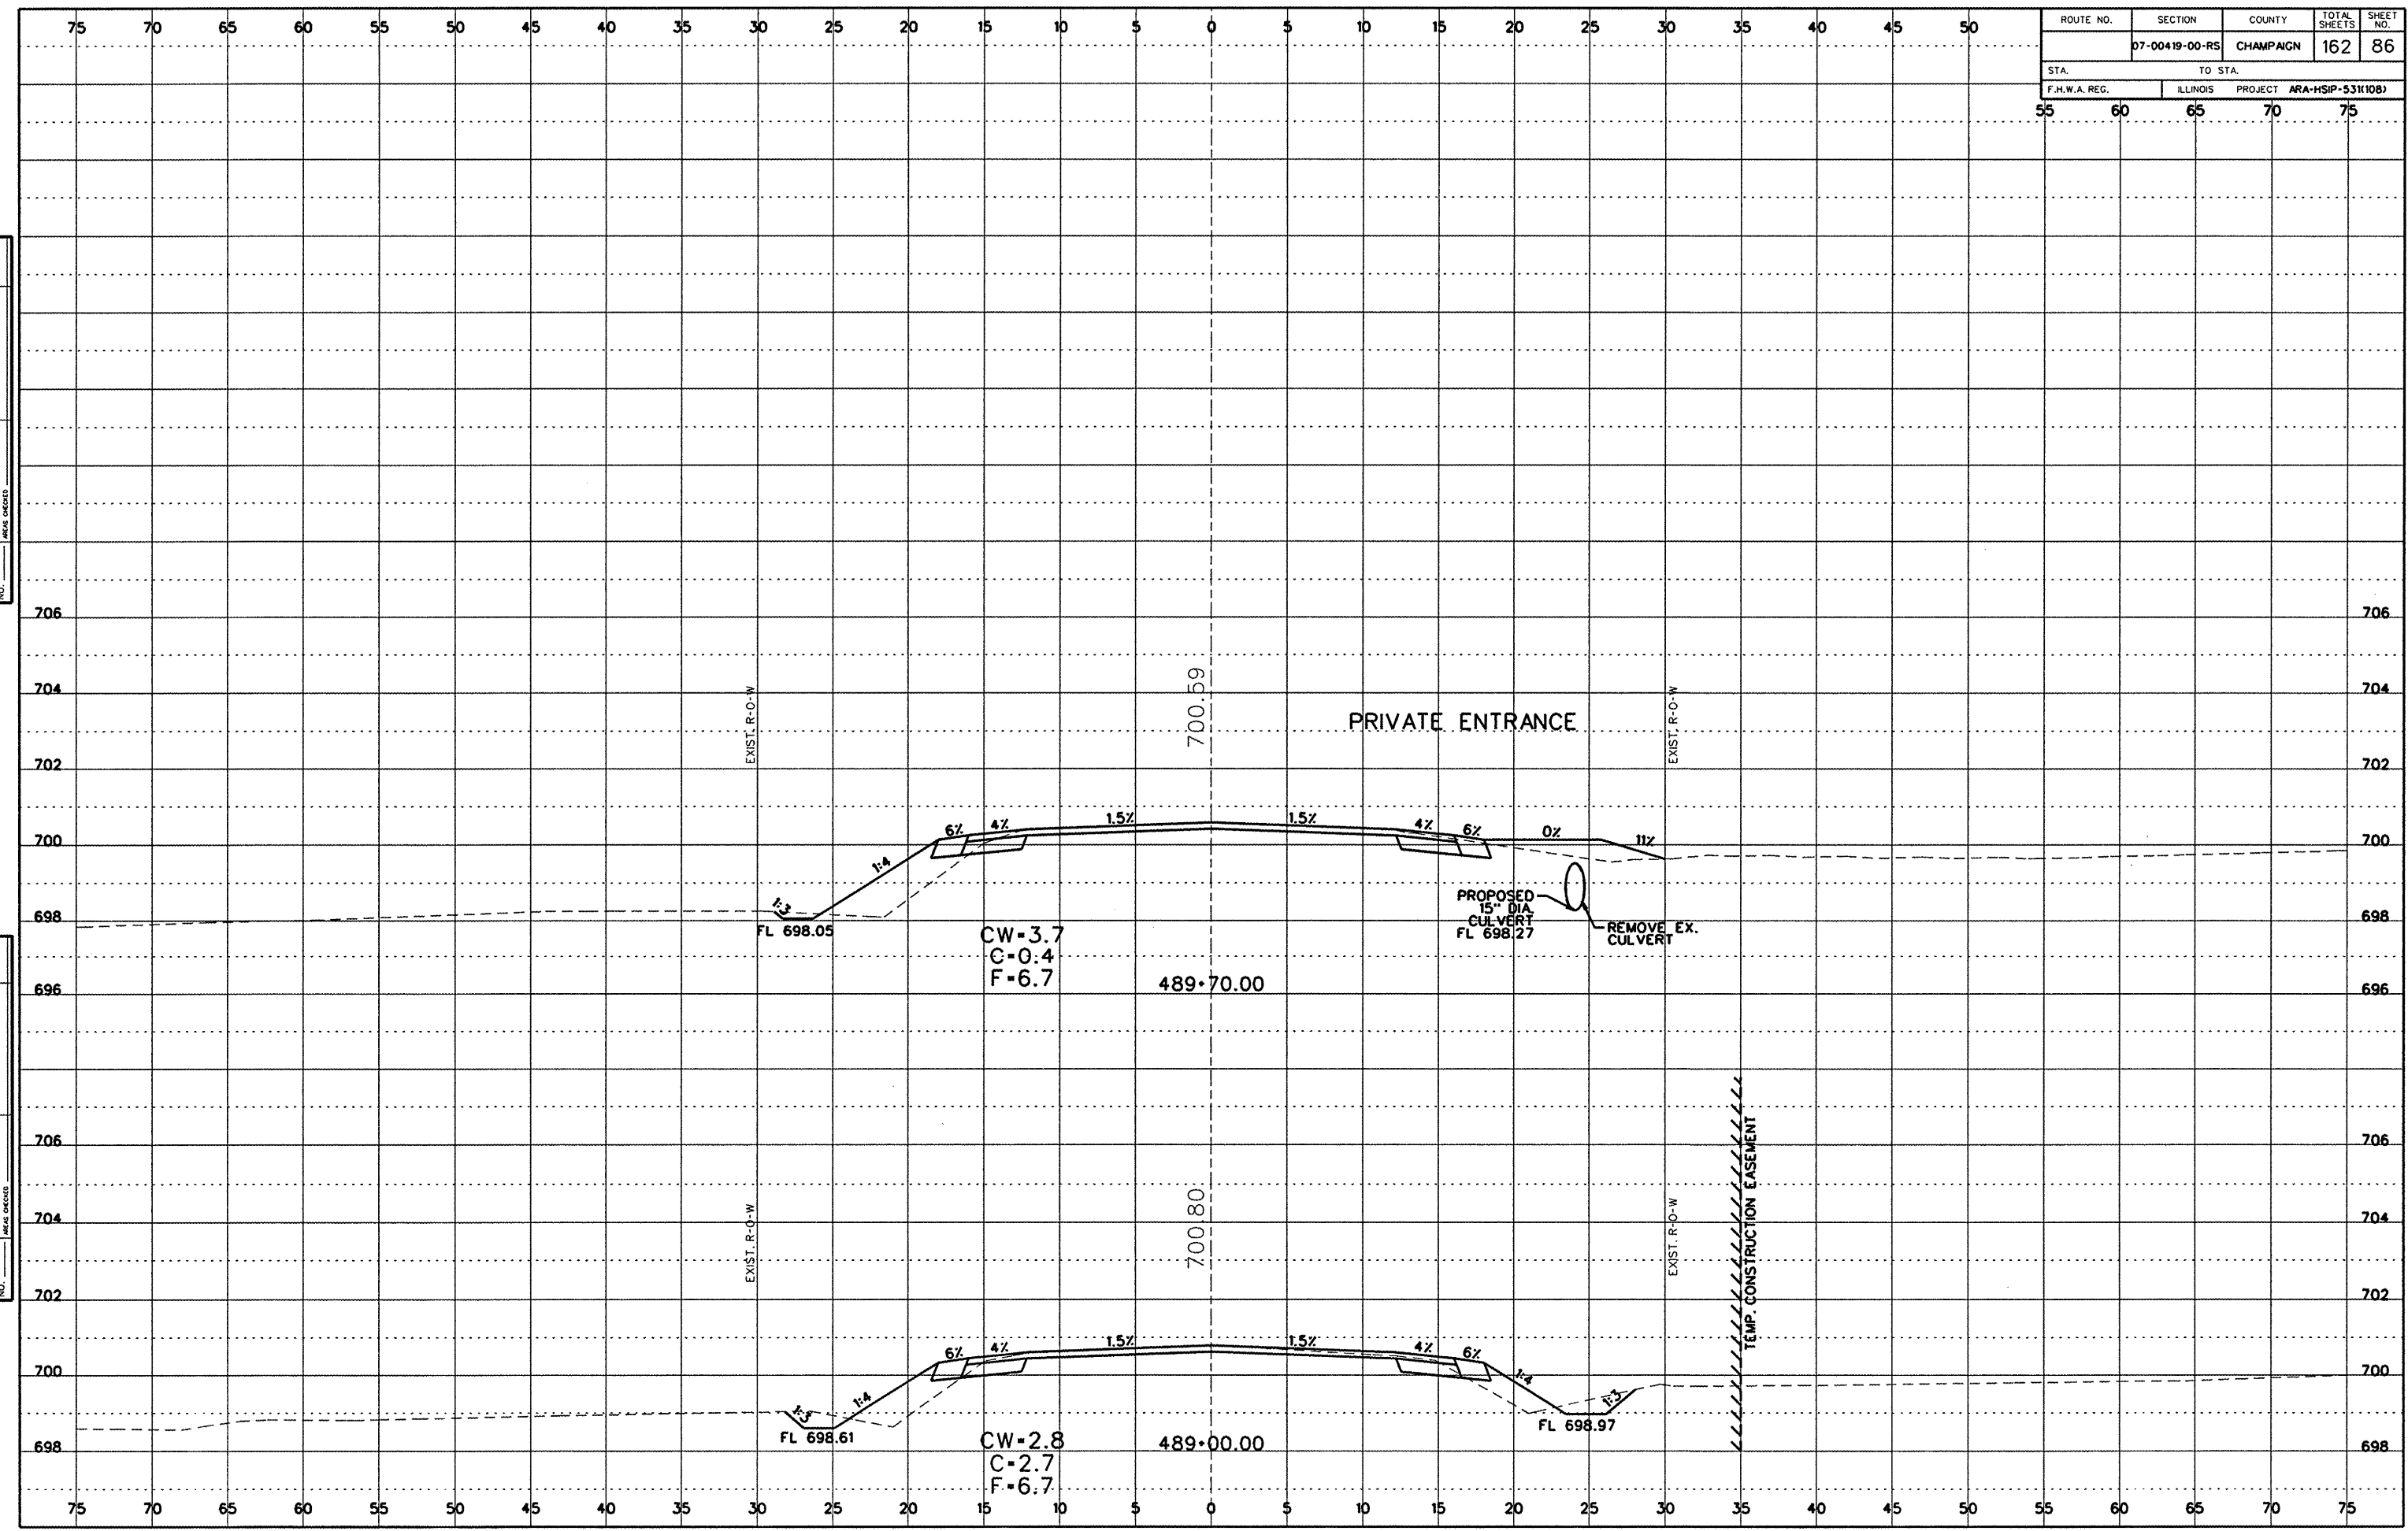 75 70 65 60 55 50 45 40 35 30 25 20 15 10 5 0 5 10 15 20 25 30 35 40 45 50
ROUTE NO. SECTION COUNTY TOTAL SHEETS SHEET NO.
07-00419-00-RS CHAMPAIGN 162 86
STA. TO STA.
F.H.W.A. REG. ILLINOIS PROJECT ARA-HSIP-531(108)
55 60 65 70 75
NO. AREAS CHECKED
706 706
704 704
EXIST. R-O-W
700.59
PRIVATE ENTRANCE
EXIST. R-O-W
702 702
6% 4% 1.5% 1.5% 4% 6% 0% 11%
700 700
1:4
1:3
698 698
FL 698.05
PROPOSED
15" DIA.
CULVERT
FL 698.27
REMOVE EX.
CULVERT
CW=3.7
C=0.4
F=6.7
489+70.00
696 696
NO. AREAS CHECKED
706 706
704 704
EXIST. R-O-W
700.80
EXIST. R-O-W
TEMP. CONSTRUCTION EASEMENT
702 702
6% 4% 1.5% 1.5% 4% 6%
700 700
1:4 1:4
1:3 1:3
FL 698.61
FL 698.97
698 698
CW=2.8
C=2.7
F=6.7
489+00.00
75 70 65 60 55 50 45 40 35 30 25 20 15 10 5 0 5 10 15 20 25 30 35 40 45 50 55 60 65 70 75